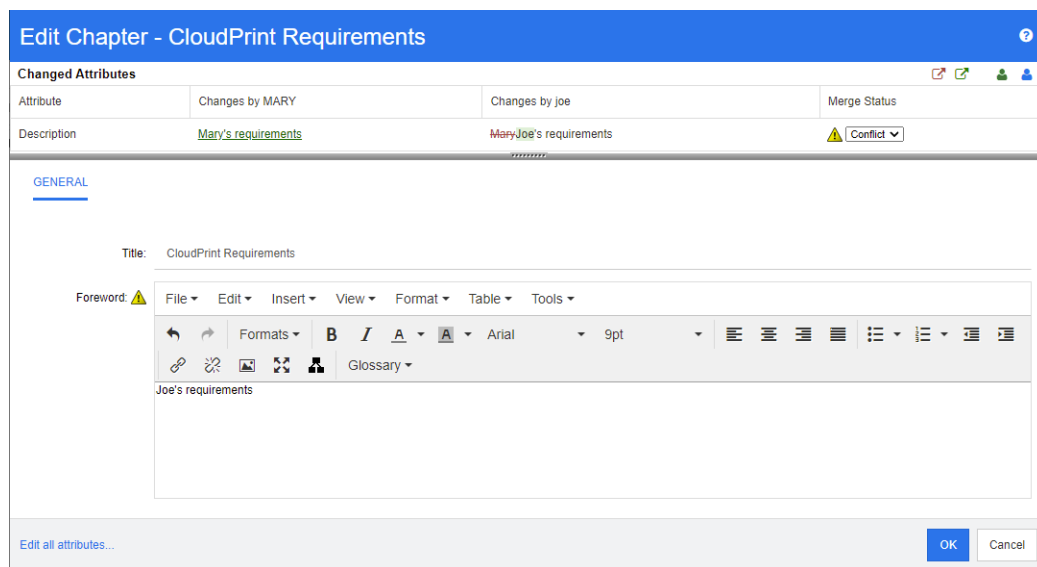 Edit Chapter - CloudPrint Requirements
Changed Attributes
Attribute Changes by MARY Changes by joe Merge Status
Description Mary's requirements MaryJoe's requirements Conflict
GENERAL
Title: CloudPrint Requirements
Foreword: File Edit Insert View Format Table Tools
Formats B I A A Arial 9pt
Glossary
Joe's requirements
Edit all attributes... OK Cancel